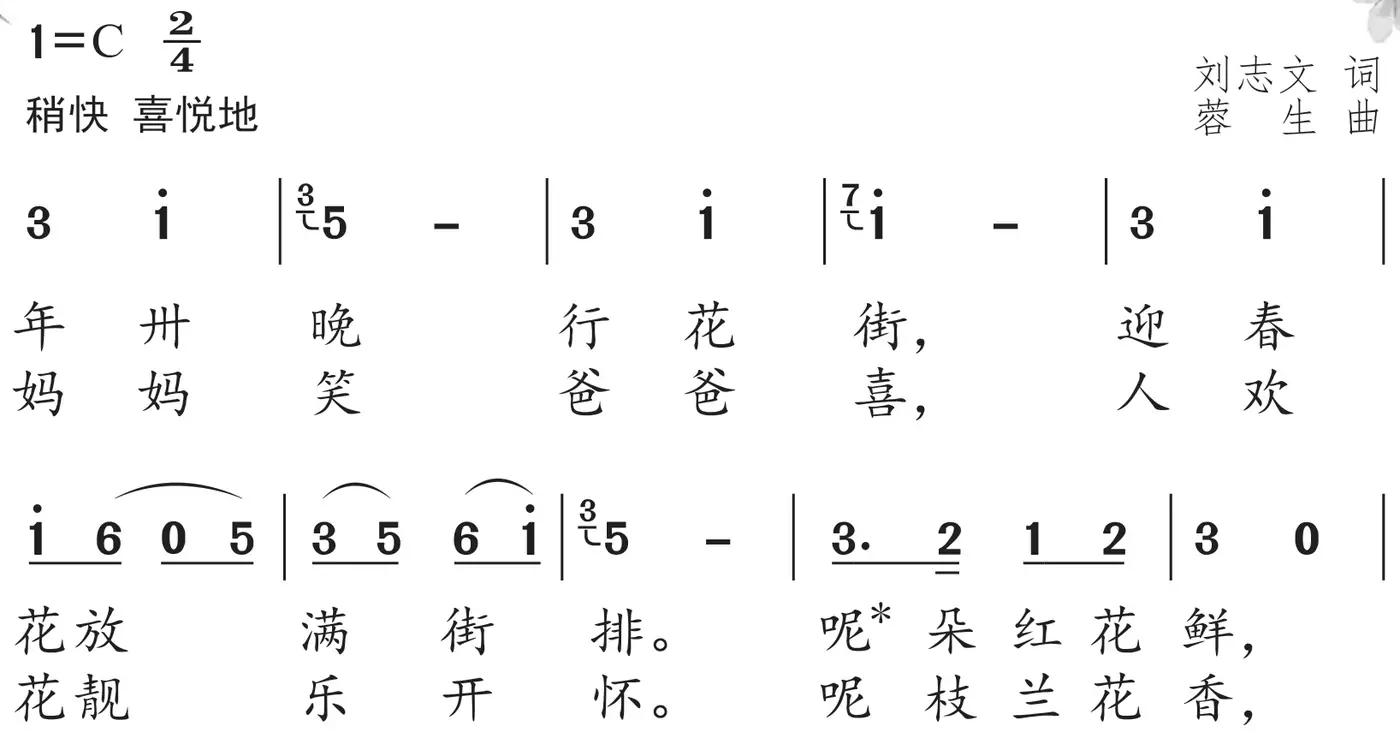 1=C 2/4
刘志文 词
稍快 喜悦地
蓉 生 曲
3 i̇ | ³5 – | 3 i̇ | ⁷i̇ – | 3 i̇ |
年 卅 晚 行 花 街, 迎 春
妈 妈 笑 爸 爸 喜, 人 欢
i̇ 6 0 5 | 3 5 6 i̇ | ³5 – | 3. 2 1 2 | 3 0 |
花 放 满 街 排。 呢* 朵 红 花 鲜,
花 靓 乐 开 怀。 呢 枝 兰 花 香,